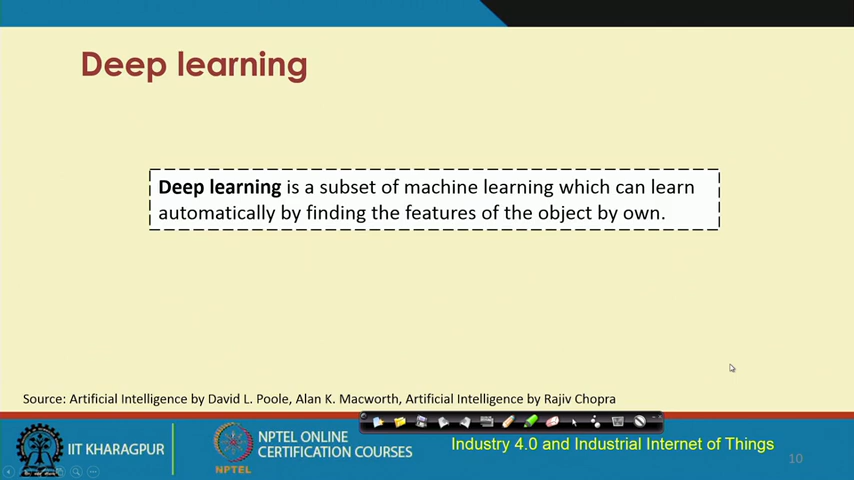 Deep learning
Deep learning is a subset of machine learning which can learn
automatically by finding the features of the object by own.
Source: Artificial Intelligence by David L. Poole, Alan K. Macworth, Artificial Intelligence by Rajiv Chopra
IIT KHARAGPUR
NPTEL
NPTEL ONLINE
CERTIFICATION COURSES
Industry 4.0 and Industrial Internet of Things
10